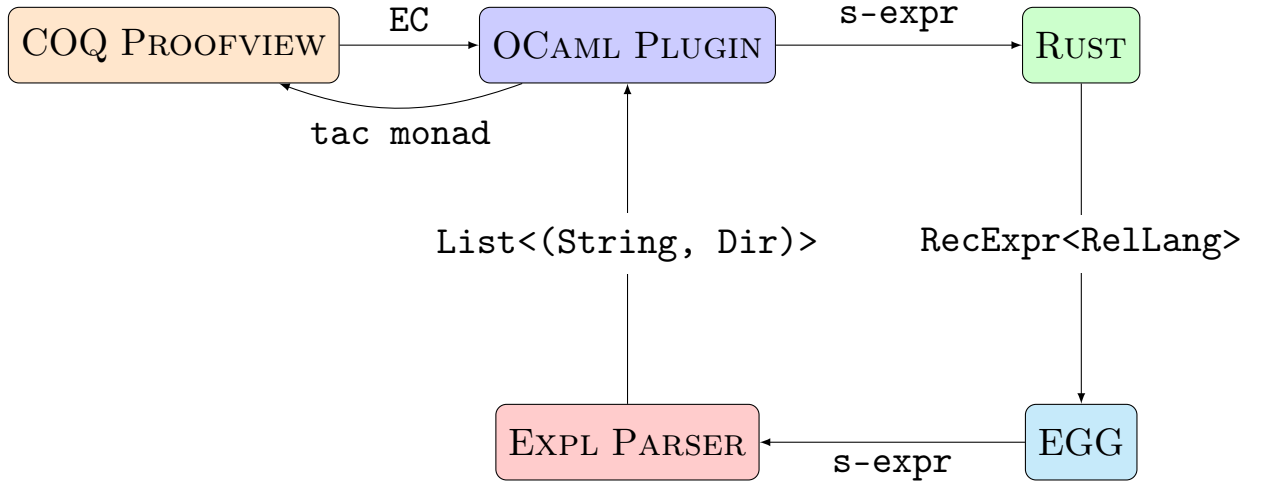 EC
s-expr
COQ Proofview
OCaml Plugin
Rust
tac monad
List<(String, Dir)>
RecExpr<RelLang>
Expl Parser
EGG
s-expr